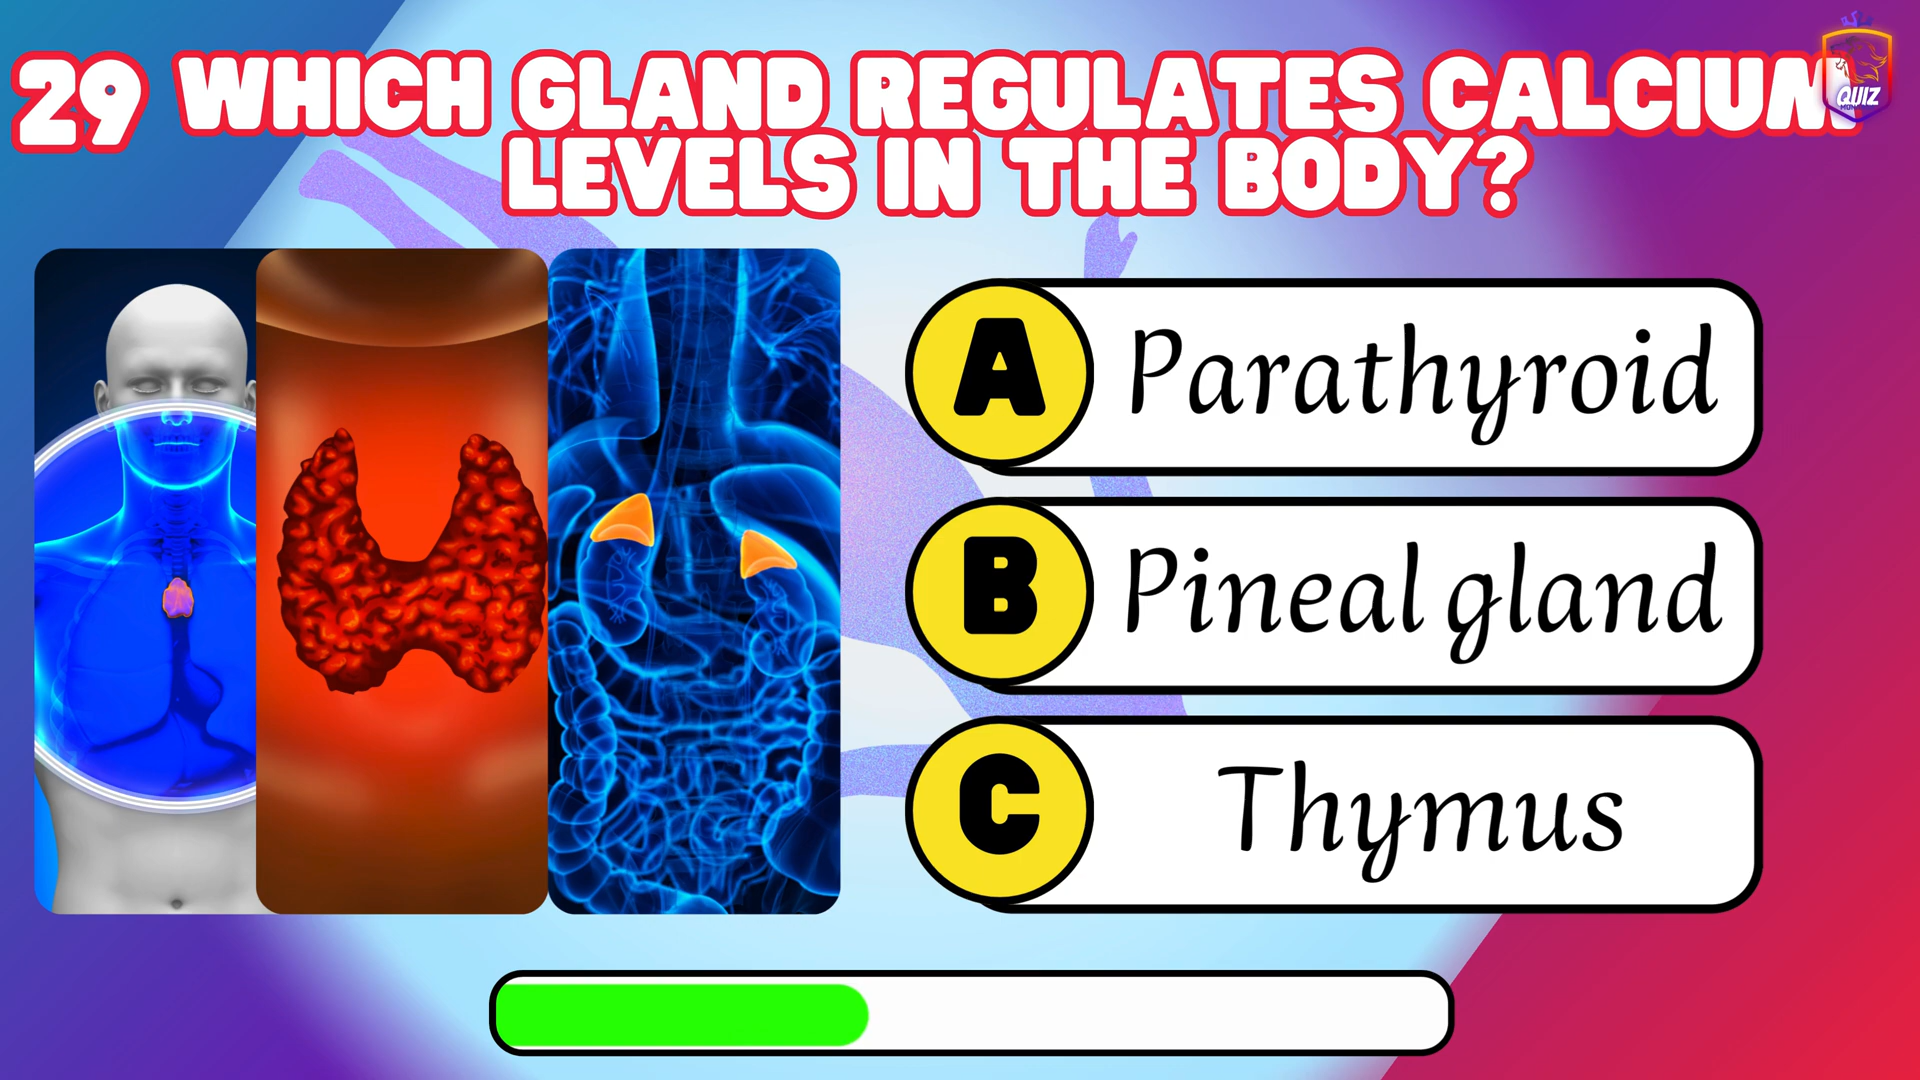 29 WHICH GLAND REGULATES CALCIUM
LEVELS IN THE BODY?
QUIZ
A Parathyroid
B Pineal gland
C Thymus